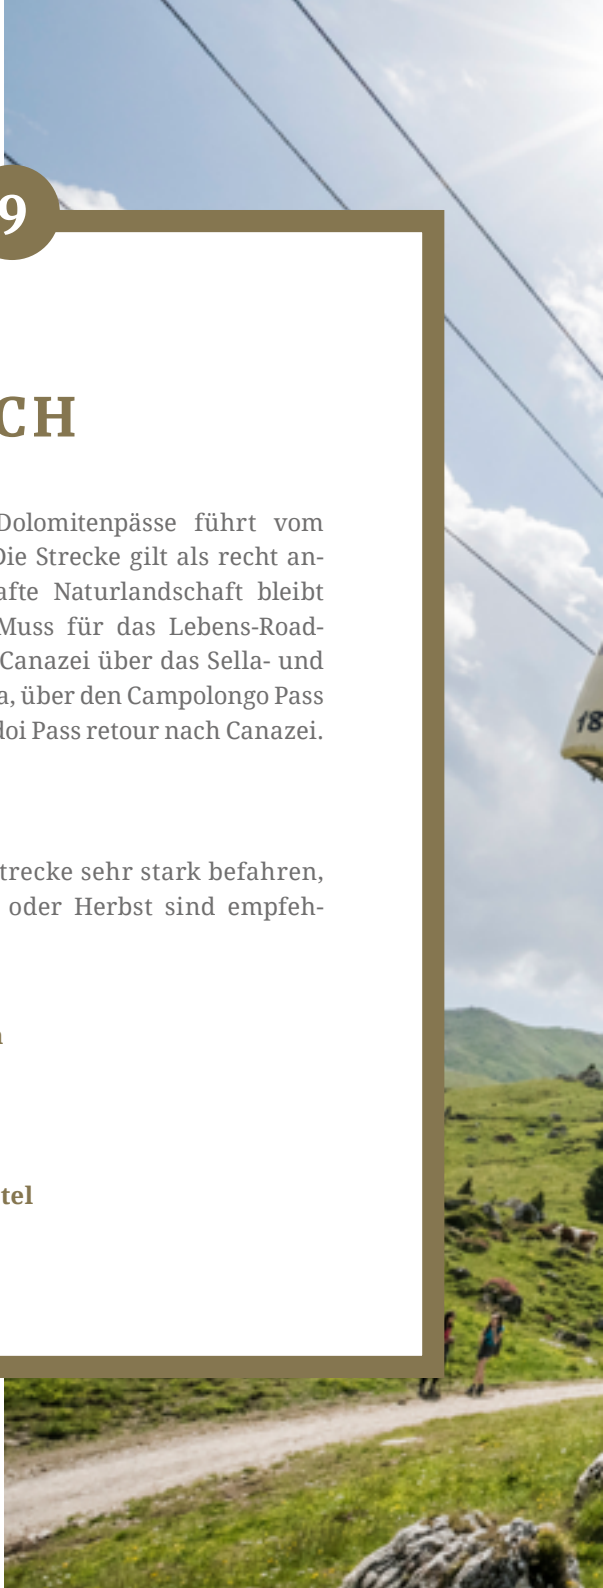 9
CH
Dolomitenpässe führt vom
Die Strecke gilt als recht an-
afte Naturlandschaft bleibt
Muss für das Lebens-Road-
Canazei über das Sella- und
a, über den Campolongo Pass
doi Pass retour nach Canazei.
trecke sehr stark befahren,
oder Herbst sind empfeh-
n
tel
18